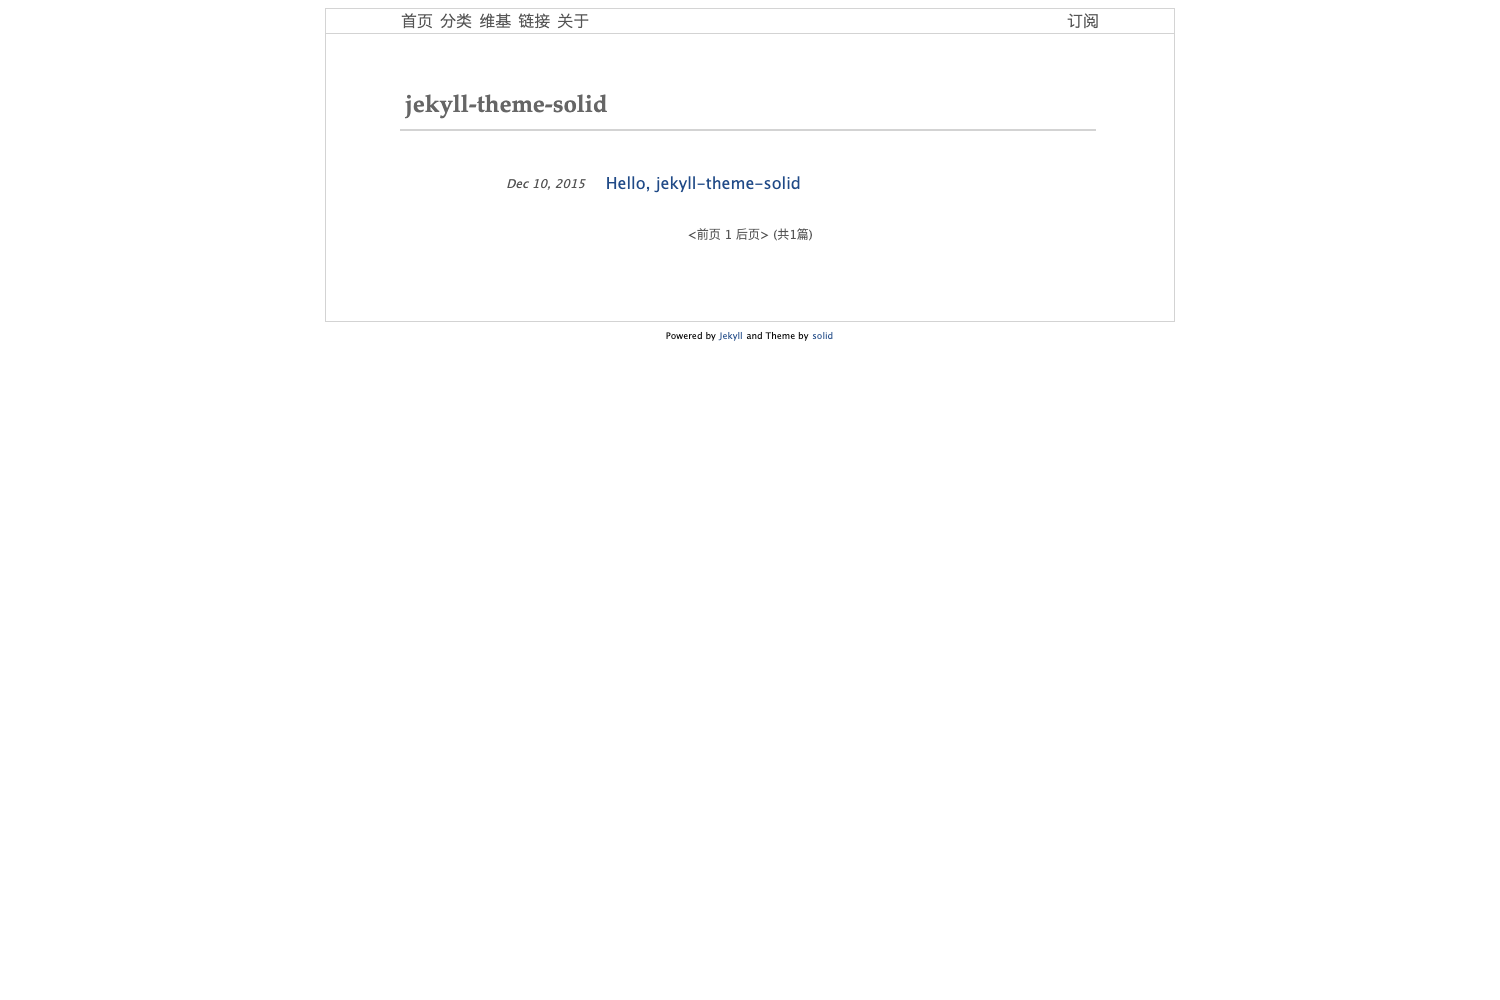 首页 分类 维基 链接 关于 订阅
jekyll-theme-solid
Dec 10, 2015 Hello, jekyll-theme-solid
<前页 1 后页> (共1篇)
Powered by Jekyll and Theme by solid